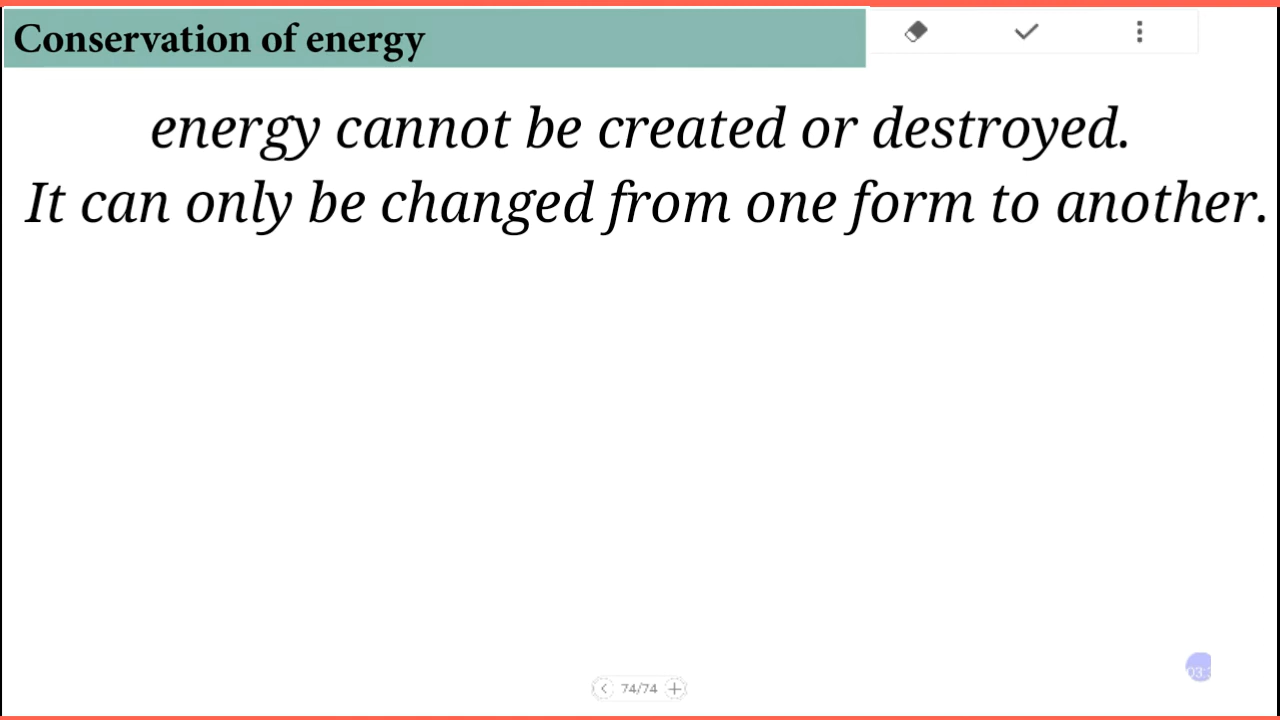 Conservation of energy
energy cannot be created or destroyed.
It can only be changed from one form to another.
74/74